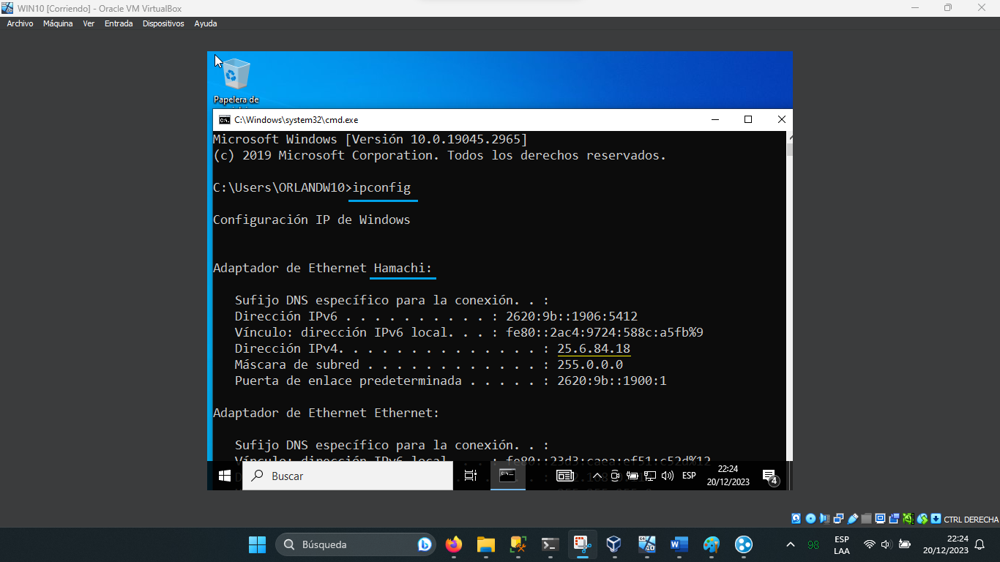 WIN10 [Corriendo] - Oracle VM VirtualBox
Archivo Máquina Ver Entrada Dispositivos Ayuda
Papelera de
C:\Windows\system32\cmd.exe
Microsoft Windows [Versión 10.0.19045.2965]
(c) 2019 Microsoft Corporation. Todos los derechos reservados.
C:\Users\ORLANDW10>ipconfig
Configuración IP de Windows
Adaptador de Ethernet Hamachi:
Sufijo DNS específico para la conexión. . :
Dirección IPv6 . . . . . . . . . . : 2620:9b::1906:5412
Vínculo: dirección IPv6 local. . . : fe80::2ac4:9724:588c:a5fb%9
Dirección IPv4. . . . . . . . . . . . . . : 25.6.84.18
Máscara de subred . . . . . . . . . . . . : 255.0.0.0
Puerta de enlace predeterminada . . . . . : 2620:9b::1900:1
Adaptador de Ethernet Ethernet:
Sufijo DNS específico para la conexión. . :
Vínculo: dirección IPv6 local. . . : fe80::23d3:caea:ef51:c52d%12
Buscar
ESP
22:24
20/12/2023
4
CTRL DERECHA
Búsqueda
98
ESP
LAA
22:24
20/12/2023